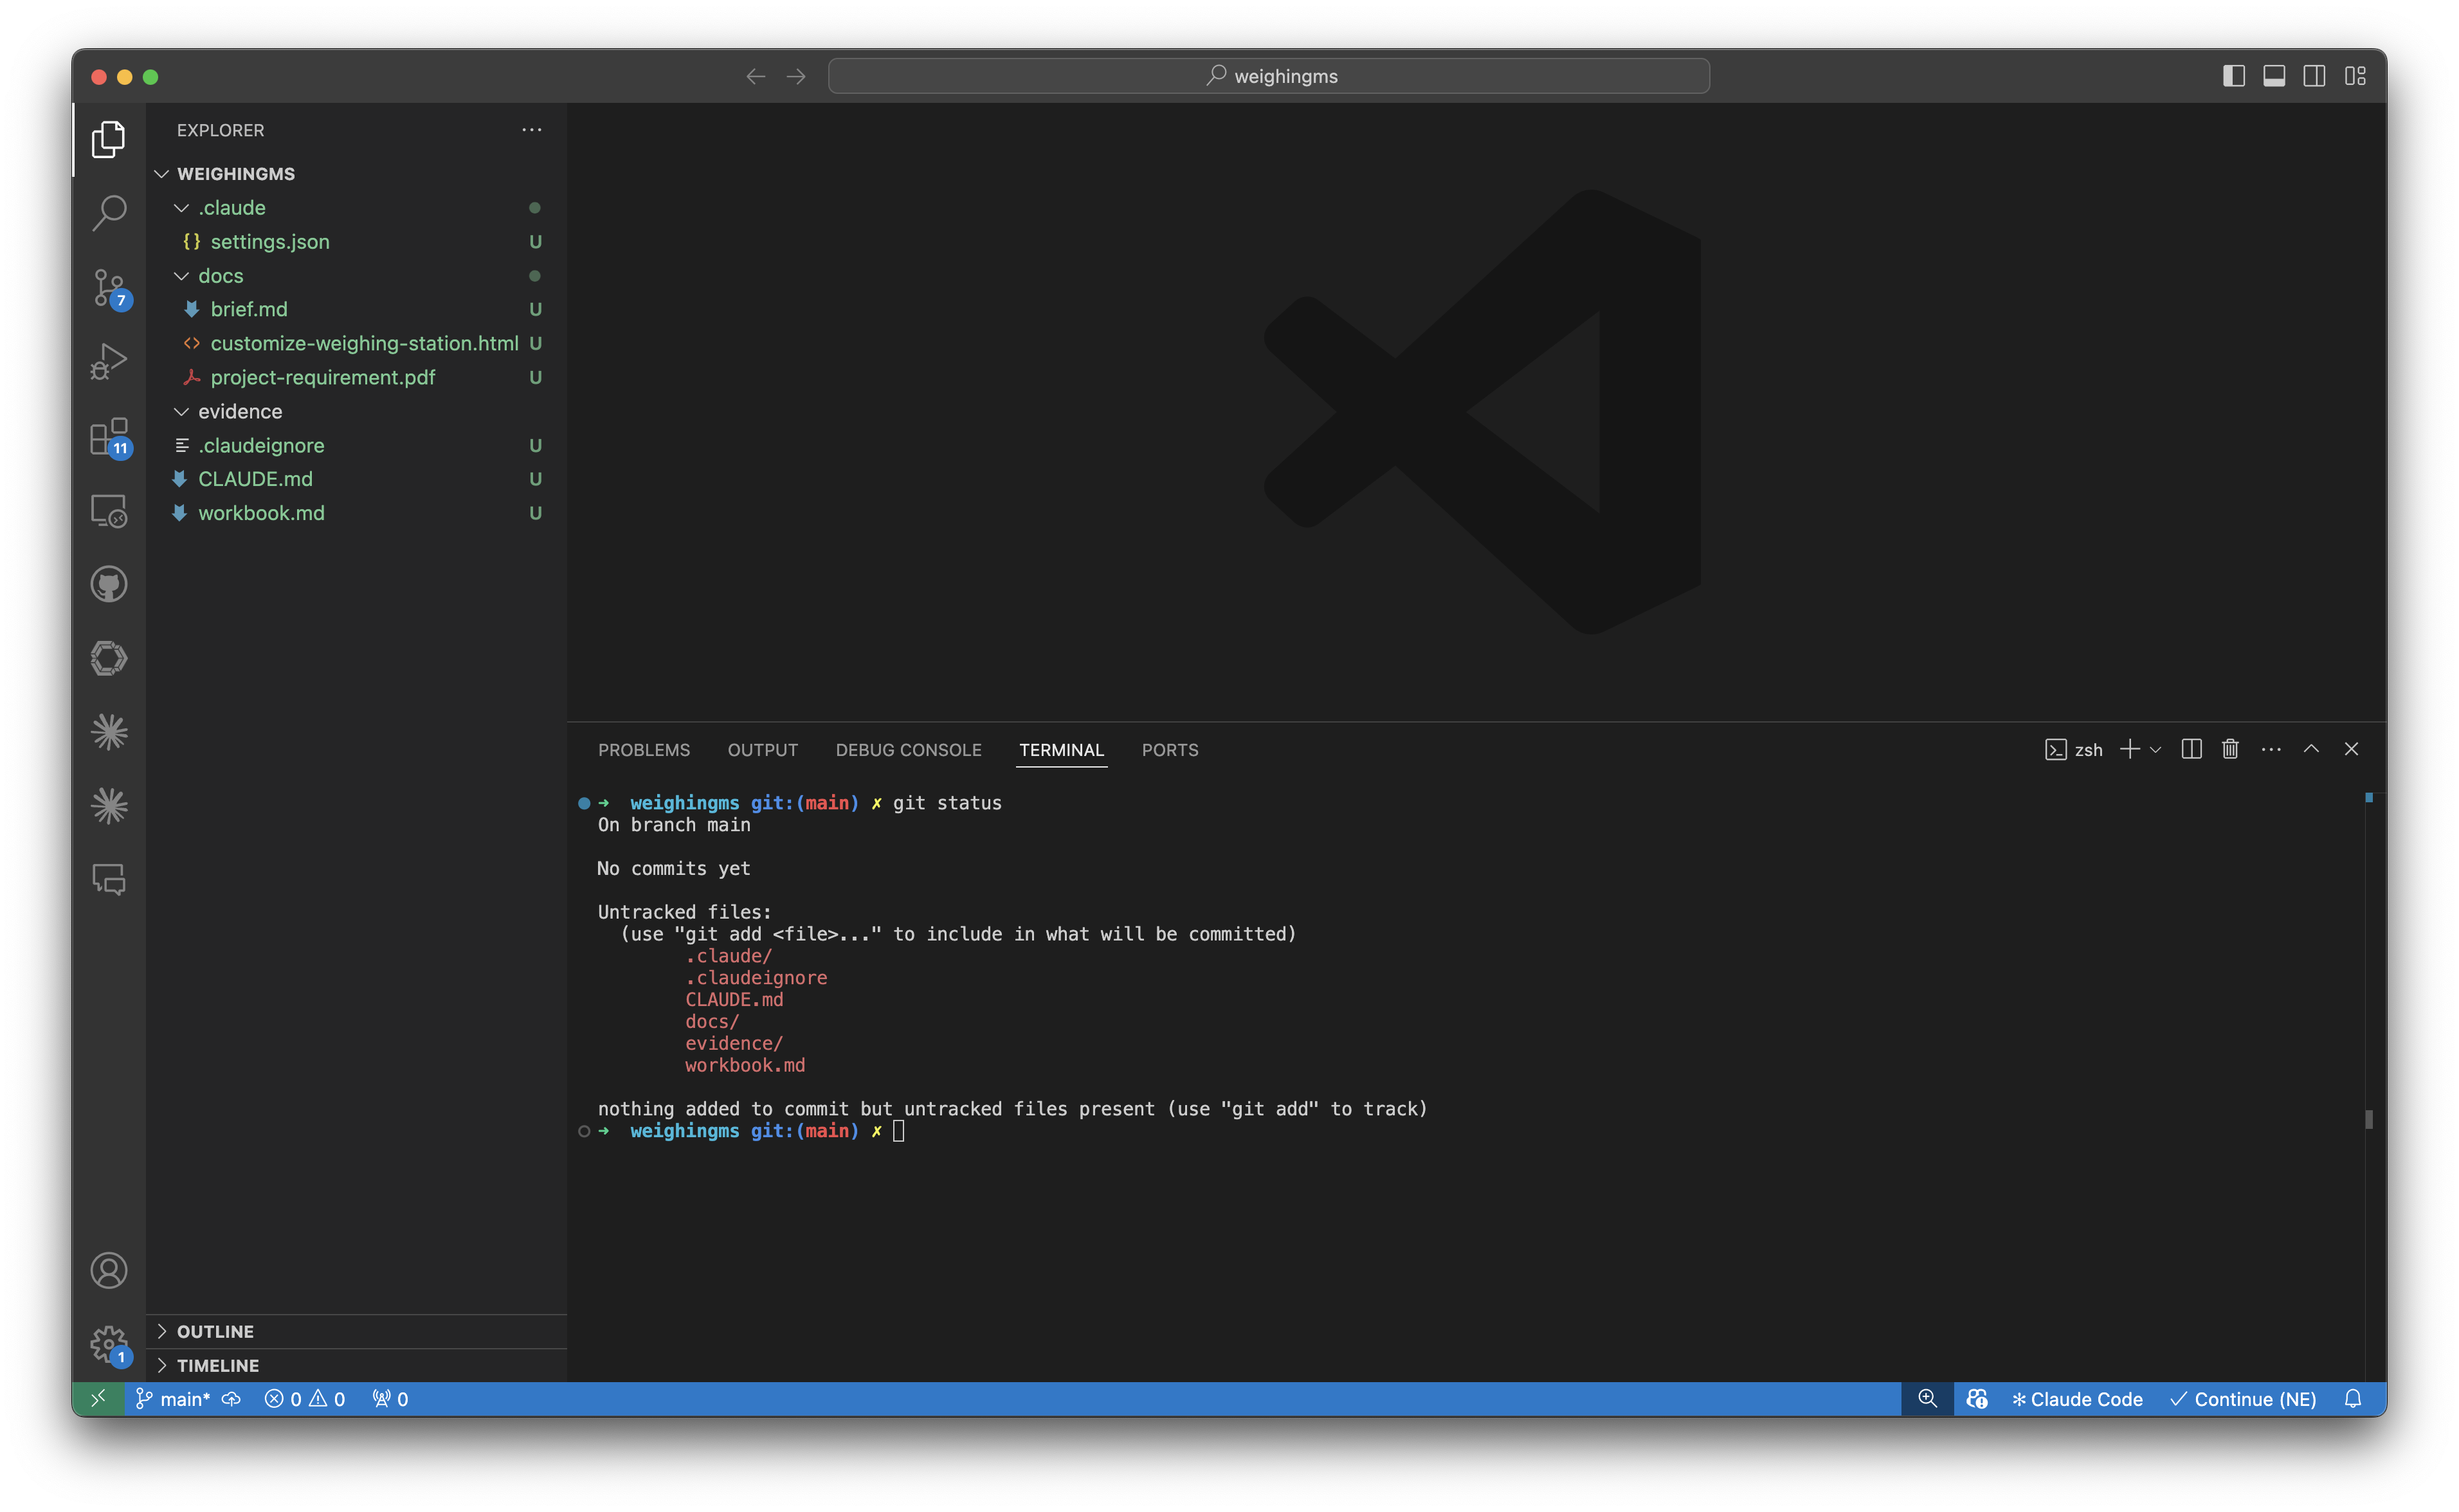 weighingms
EXPLORER
WEIGHINGMS
.claude
{} settings.json U
docs
brief.md U
<> customize-weighing-station.html U
project-requirement.pdf U
evidence
.claudeignore U
CLAUDE.md U
workbook.md U
7
11
1
OUTLINE
TIMELINE
PROBLEMS OUTPUT DEBUG CONSOLE TERMINAL PORTS
zsh
➜ weighingms git:(main) ✗ git status
On branch main
No commits yet
Untracked files:
(use "git add <file>..." to include in what will be committed)
.claude/
.claudeignore
CLAUDE.md
docs/
evidence/
workbook.md
nothing added to commit but untracked files present (use "git add" to track)
➜ weighingms git:(main) ✗
main* 0 0 0 Claude Code Continue (NE)